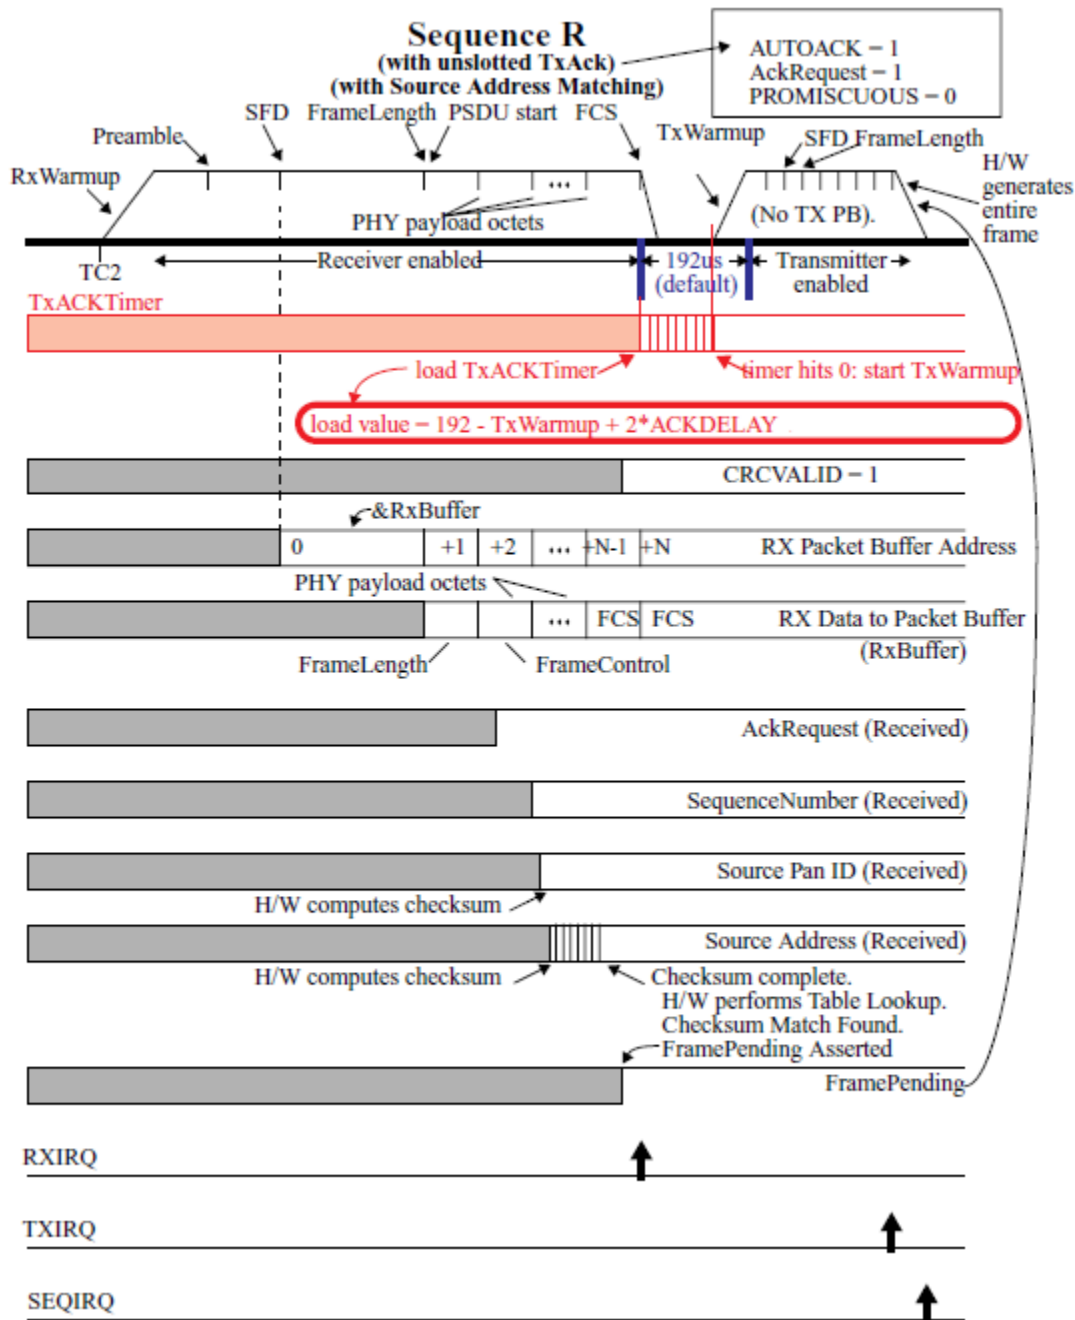 Sequence R
(with unslotted TxAck)
(with Source Address Matching)
AUTOACK = 1
AckRequest = 1
PROMISCUOUS = 0
SFD FrameLength PSDU start FCS
TxWarmup
Preamble
SFD FrameLength
RxWarmup
H/W
generates
entire
frame
...
PHY payload octets
(No TX PB).
TC2
Receiver enabled
192us
(default)
Transmitter
enabled
TxACKTimer
load TxACKTimer
timer hits 0: start TxWarmup
load value = 192 - TxWarmup + 2*ACKDELAY
CRCVALID = 1
&RxBuffer
0 +1 +2 ... +N-1 +N RX Packet Buffer Address
PHY payload octets
... FCS FCS RX Data to Packet Buffer
(RxBuffer)
FrameLength FrameControl
AckRequest (Received)
SequenceNumber (Received)
Source Pan ID (Received)
H/W computes checksum
Source Address (Received)
H/W computes checksum
Checksum complete.
H/W performs Table Lookup.
Checksum Match Found.
FramePending Asserted
FramePending
RXIRQ
TXIRQ
SEQIRQ